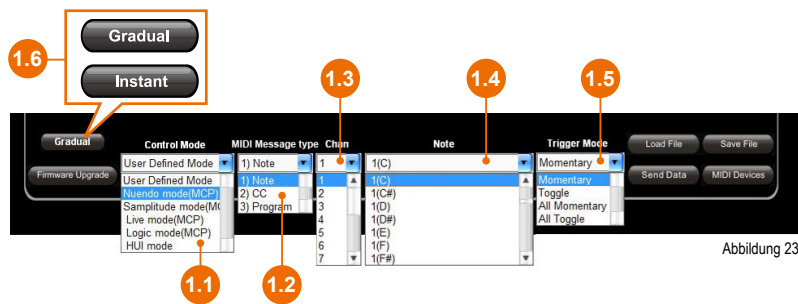 Gradual
Instant
1.6
1.3
1.4
1.5
Gradual
Control Mode
MIDI Message type
Chan
Note
Trigger Mode
Load File
Save File
User Defined Mode
1) Note
1
1(C)
Momentary
Firmware Upgrade
Send Data
MIDI Devices
User Defined Mode
Nuendo mode(MCP)
Samplitude mode(MC
Live mode(MCP)
Logic mode(MCP)
HUI mode
1) Note
2) CC
3) Program
1
2
3
4
5
6
7
1(C)
1(C#)
1(D)
1(D#)
1(E)
1(F)
1(F#)
Momentary
Toggle
All Momentary
All Toggle
1.1
1.2
Abbildung 23